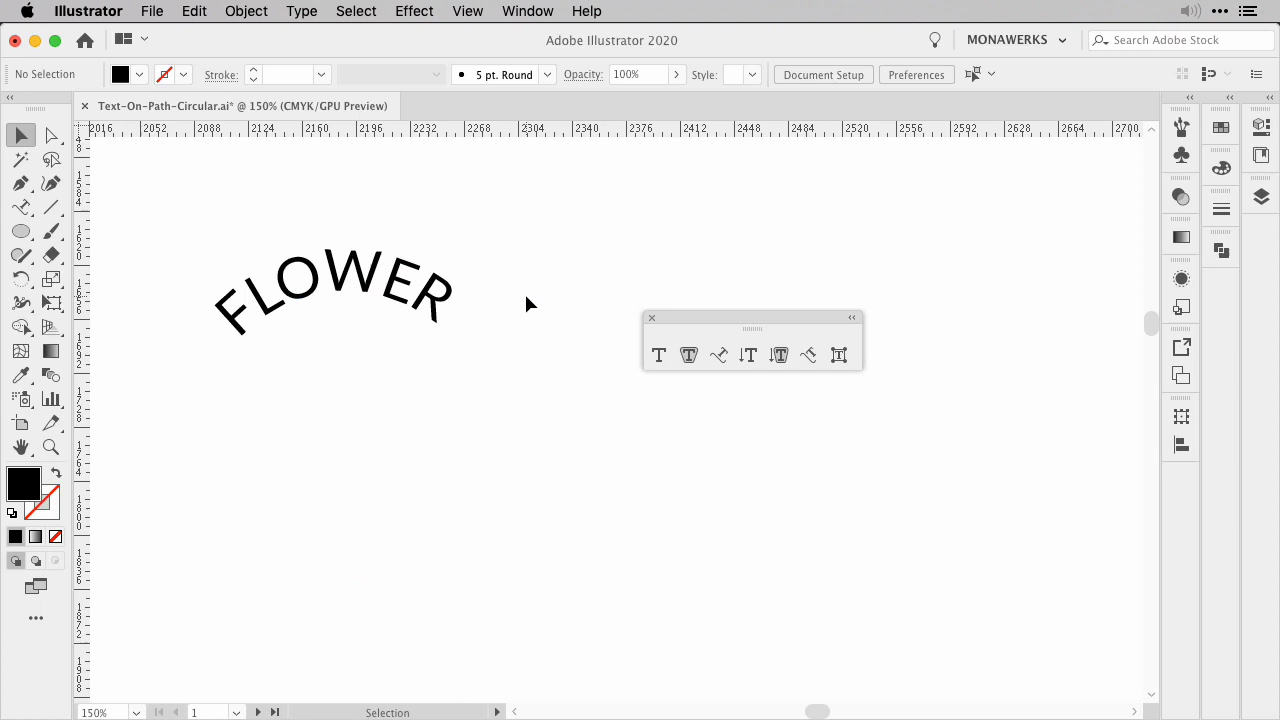 Illustrator File Edit Object Type Select Effect View Window Help
Adobe Illustrator 2020
MONAWERKS
Search Adobe Stock
No Selection
Stroke:
5 pt. Round
Opacity: 100%
Style:
Document Setup
Preferences
Text-On-Path-Circular.ai* @ 150% (CMYK/GPU Preview)
2016 2052 2088 2124 2160 2196 2232 2268 2304 2340 2376 2412 2448 2484 2520 2556 2592 2628 2664 2700
FLOWER
150%
1
Selection